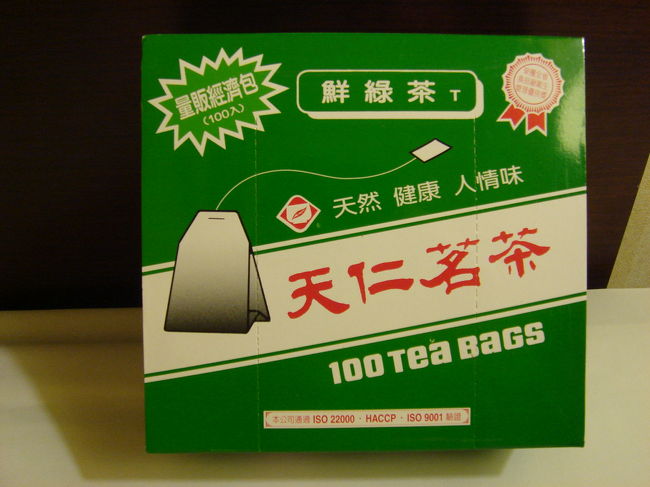 量販經濟包
(100入)
鮮綠茶 T
天然 健康 人情味
天仁茗茶
100 Tea BAGS
本公司通過 ISO 22000 · HACCP · ISO 9001 驗證